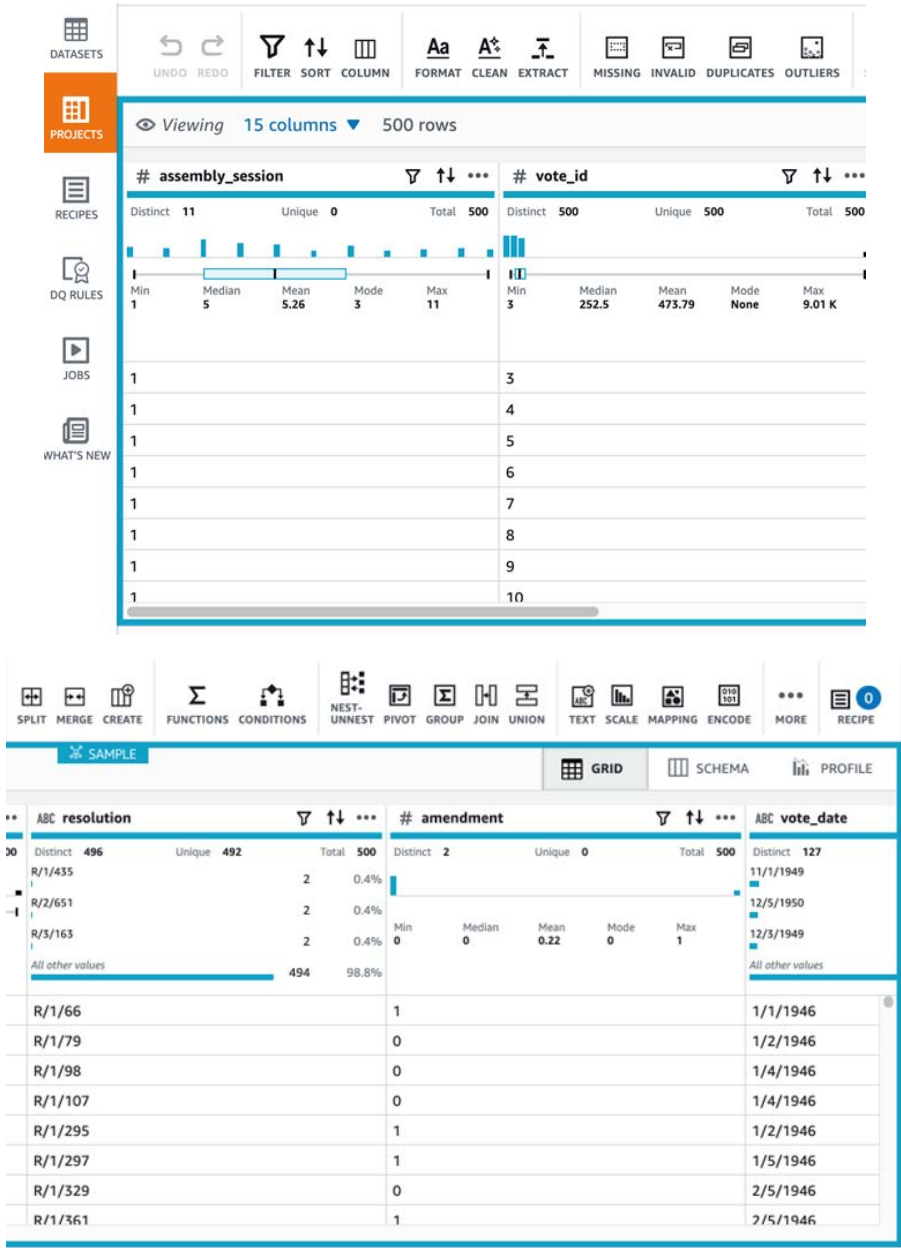 DATASETS
PROJECTS
RECIPES
DQ RULES
JOBS
WHAT'S NEW
UNDO REDO FILTER SORT COLUMN FORMAT CLEAN EXTRACT MISSING INVALID DUPLICATES OUTLIERS
Viewing 15 columns 500 rows
# assembly_session # vote_id
Distinct 11 Unique 0 Total 500 Distinct 500 Unique 500 Total 500
Min Median Mean Mode Max Min Median Mean Mode Max
1 5 5.26 3 11 3 252.5 473.79 None 9.01 K
1 3
1 4
1 5
1 6
1 7
1 8
1 9
1 10
SPLIT MERGE CREATE FUNCTIONS CONDITIONS NEST-UNNEST PIVOT GROUP JOIN UNION TEXT SCALE MAPPING ENCODE MORE RECIPE 0
SAMPLE GRID SCHEMA PROFILE
ABC resolution # amendment ABC vote_date
Distinct 496 Unique 492 Total 500 Distinct 2 Unique 0 Total 500 Distinct 127
R/1/435 2 0.4% 11/1/1949
R/2/651 2 0.4% 12/5/1950
R/3/163 2 0.4% 12/3/1949
Min Median Mean Mode Max
0 0 0.22 0 1
All other values 494 98.8% All other values
R/1/66 1 1/1/1946
R/1/79 0 1/2/1946
R/1/98 0 1/4/1946
R/1/107 0 1/4/1946
R/1/295 1 1/2/1946
R/1/297 1 1/5/1946
R/1/329 0 2/5/1946
R/1/361 1 2/5/1946